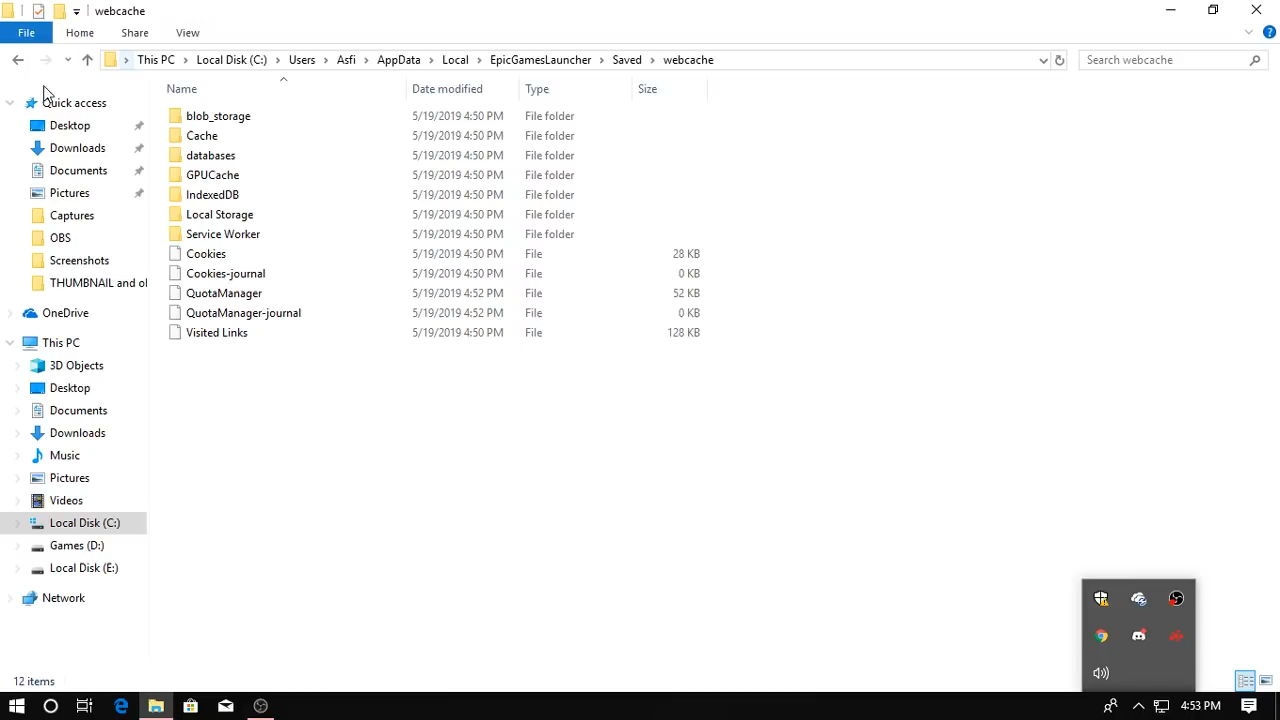 webcache
File Home Share View
This PC Local Disk (C:) Users Asfi AppData Local EpicGamesLauncher Saved webcache Search webcache
Name Date modified Type Size
Quick access
Desktop
Downloads
Documents
Pictures
Captures
OBS
Screenshots
THUMBNAIL and ol
OneDrive
This PC
3D Objects
Desktop
Documents
Downloads
Music
Pictures
Videos
Local Disk (C:)
Games (D:)
Local Disk (E:)
Network
blob_storage 5/19/2019 4:50 PM File folder
Cache 5/19/2019 4:50 PM File folder
databases 5/19/2019 4:50 PM File folder
GPUCache 5/19/2019 4:50 PM File folder
IndexedDB 5/19/2019 4:50 PM File folder
Local Storage 5/19/2019 4:50 PM File folder
Service Worker 5/19/2019 4:50 PM File folder
Cookies 5/19/2019 4:50 PM File 28 KB
Cookies-journal 5/19/2019 4:50 PM File 0 KB
QuotaManager 5/19/2019 4:52 PM File 52 KB
QuotaManager-journal 5/19/2019 4:52 PM File 0 KB
Visited Links 5/19/2019 4:50 PM File 128 KB
12 items
4:53 PM